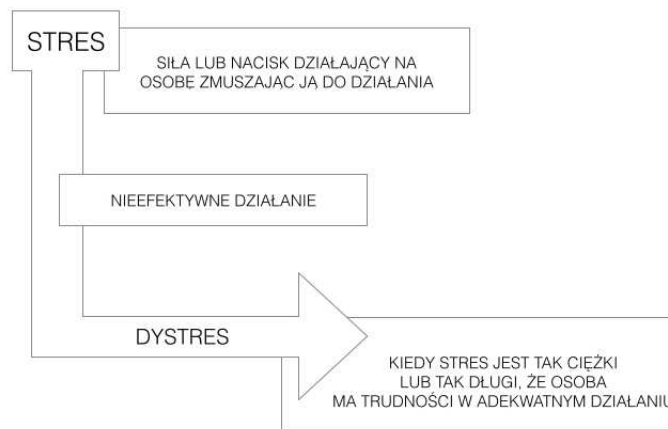 STRES
SIŁA LUB NACISK DZIAŁAJĄCY NA
OSOBĘ ZMUSZAJĄC JĄ DO DZIAŁANIA
NIEEFEKTYWNE DZIAŁANIE
DYSTRES
KIEDY STRES JEST TAK CIĘŻKI
LUB TAK DŁUGI, ŻE OSOBA
MA TRUDNOŚCI W ADEKWATNYM DZIAŁANIU